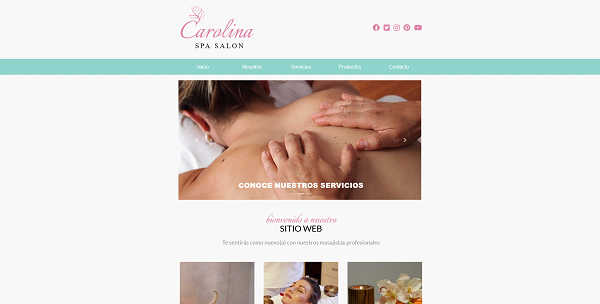 Carolina
SPA SALON
Inicio Nosotros Servicios Productos Contacto
CONOCE NUESTROS SERVICIOS
bienvenido a nuestro
SITIO WEB
Te sentirás como nuevo(a) con nuestros masajistas profesionales